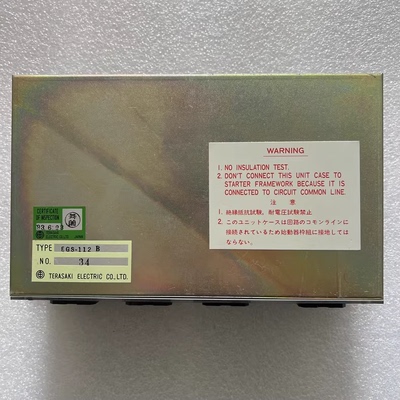 WARNING
1. NO INSULATION TEST.
2. DON'T CONNECT THIS UNIT CASE TO
STARTER FRAMEWORK BECAUSE IT IS
CONNECTED TO CIRCUIT COMMON LINE.
注意
1. 絶縁抵抗試験，耐電圧試験禁止
2. このユニットケースは回路のコモンラインに
接続されているため始動器枠組に接地しては
ならない。
CERTIFICATE
OF INSPECTION
TYPE EGS-112 B
NO. 34
TERASAKI ELECTRIC CO., LTD.